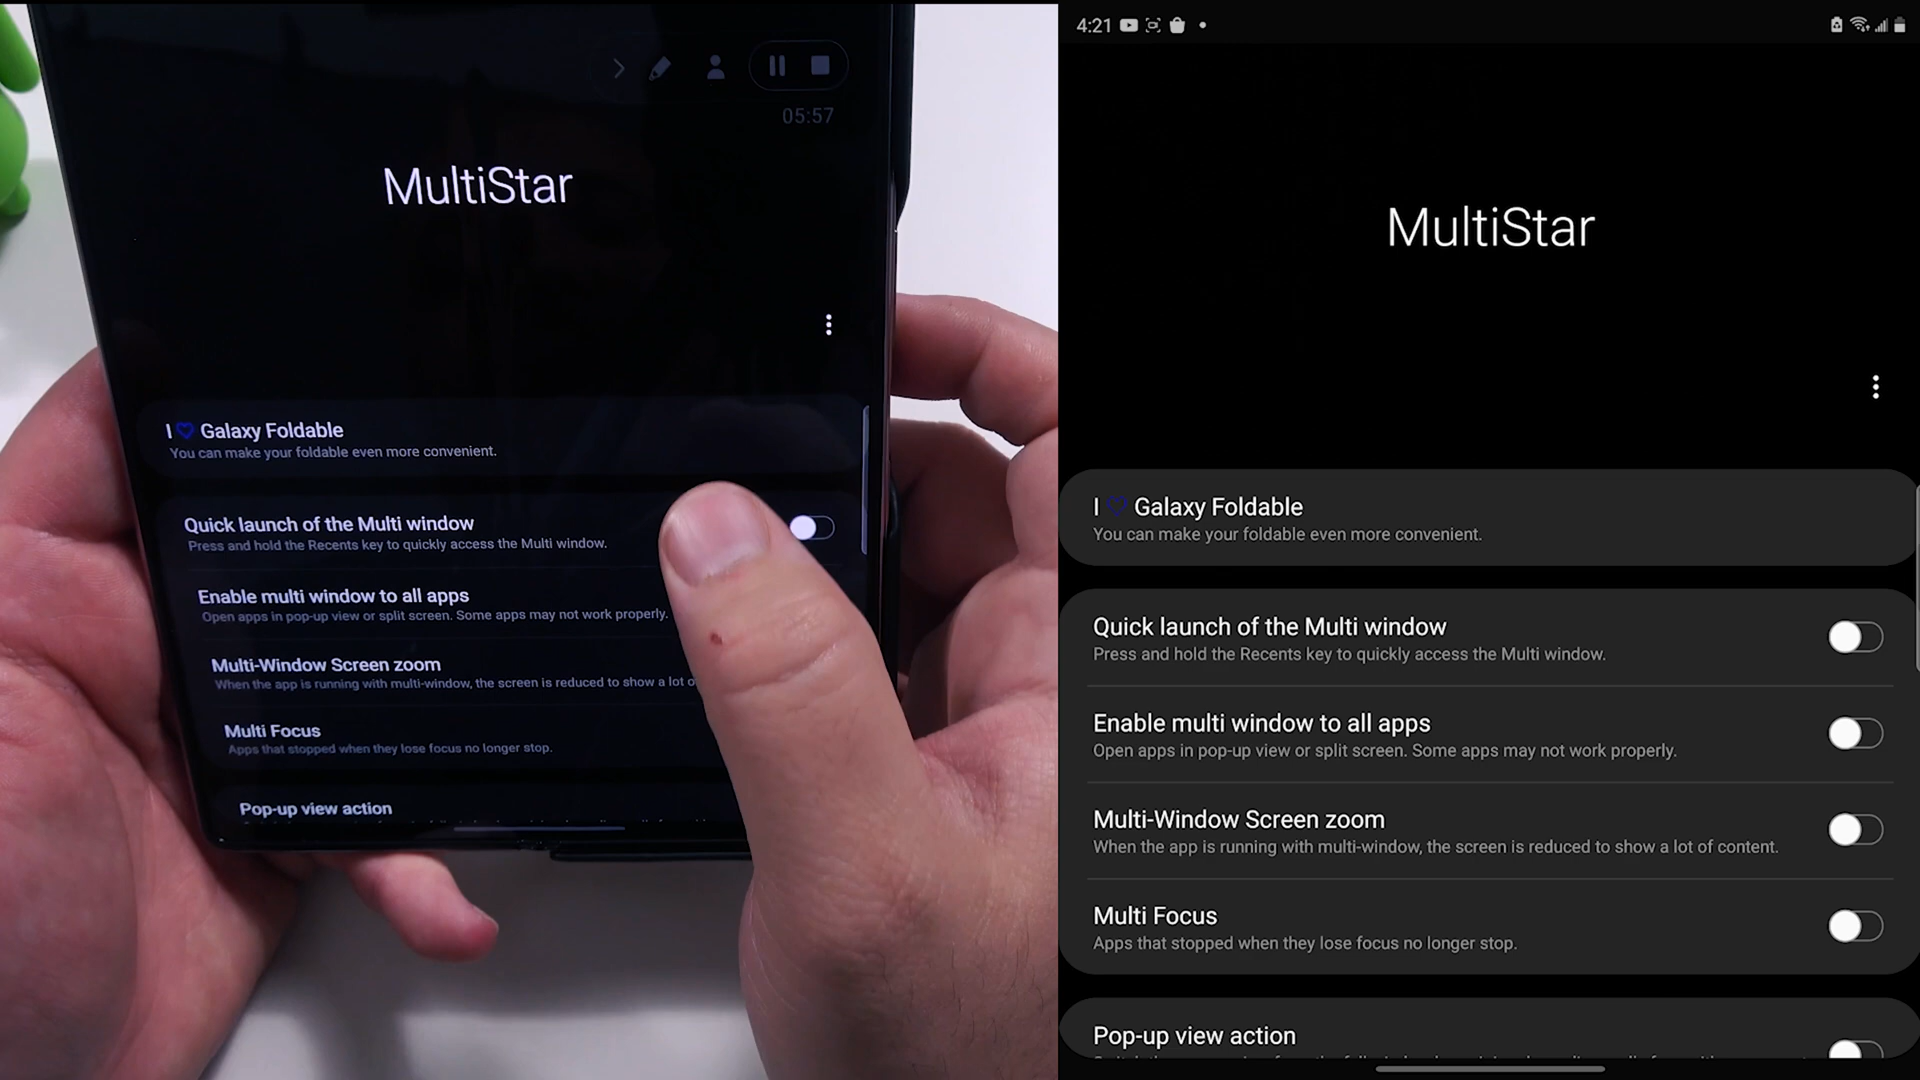 05:57
MultiStar
I Galaxy Foldable
You can make your foldable even more convenient.
Quick launch of the Multi window
Press and hold the Recents key to quickly access the Multi window.
Enable multi window to all apps
Open apps in pop-up view or split screen. Some apps may not work properly.
Multi-Window Screen zoom
When the app is running with multi-window, the screen is reduced to show a lot
Multi Focus
Apps that stopped when they lose focus no longer stop.
Pop-up view action
4:21
MultiStar
I Galaxy Foldable
You can make your foldable even more convenient.
Quick launch of the Multi window
Press and hold the Recents key to quickly access the Multi window.
Enable multi window to all apps
Open apps in pop-up view or split screen. Some apps may not work properly.
Multi-Window Screen zoom
When the app is running with multi-window, the screen is reduced to show a lot of content.
Multi Focus
Apps that stopped when they lose focus no longer stop.
Pop-up view action